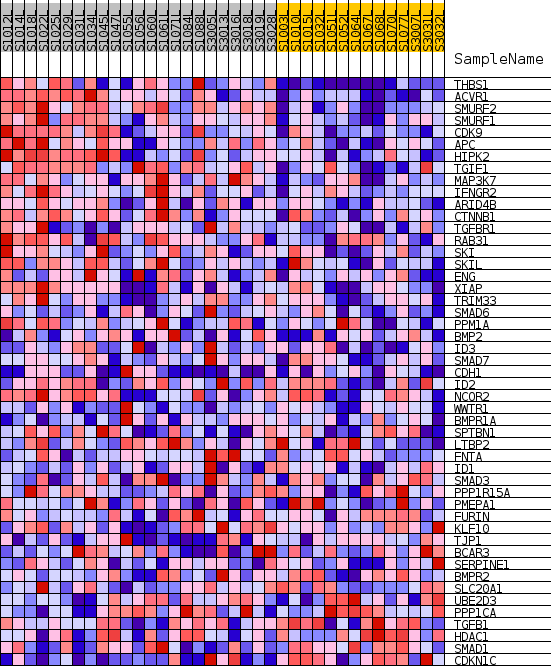 S1012
S1014
S1018
S1022
S1025
S1029
S1031
S1034
S1045
S1047
S1055
S1056
S1060
S1061
S1071
S1084
S1088
S3005
S3013
S3016
S3018
S3019
S3028
S1003
S1010
S1015
S1032
S1051
S1052
S1064
S1067
S1068
S1070
S1077
S3007
S3031
S3032
SampleName
THBS1
ACVR1
SMURF2
SMURF1
CDK9
APC
HIPK2
TGIF1
MAP3K7
IFNGR2
ARID4B
CTNNB1
TGFBR1
RAB31
SKI
SKIL
ENG
XIAP
TRIM33
SMAD6
PPM1A
BMP2
ID3
SMAD7
CDH1
ID2
NCOR2
WWTR1
BMPR1A
SPTBN1
LTBP2
FNTA
ID1
SMAD3
PPP1R15A
PMEPA1
FURIN
KLF10
TJP1
BCAR3
SERPINE1
BMPR2
SLC20A1
UBE2D3
PPP1CA
TGFB1
HDAC1
SMAD1
CDKN1C